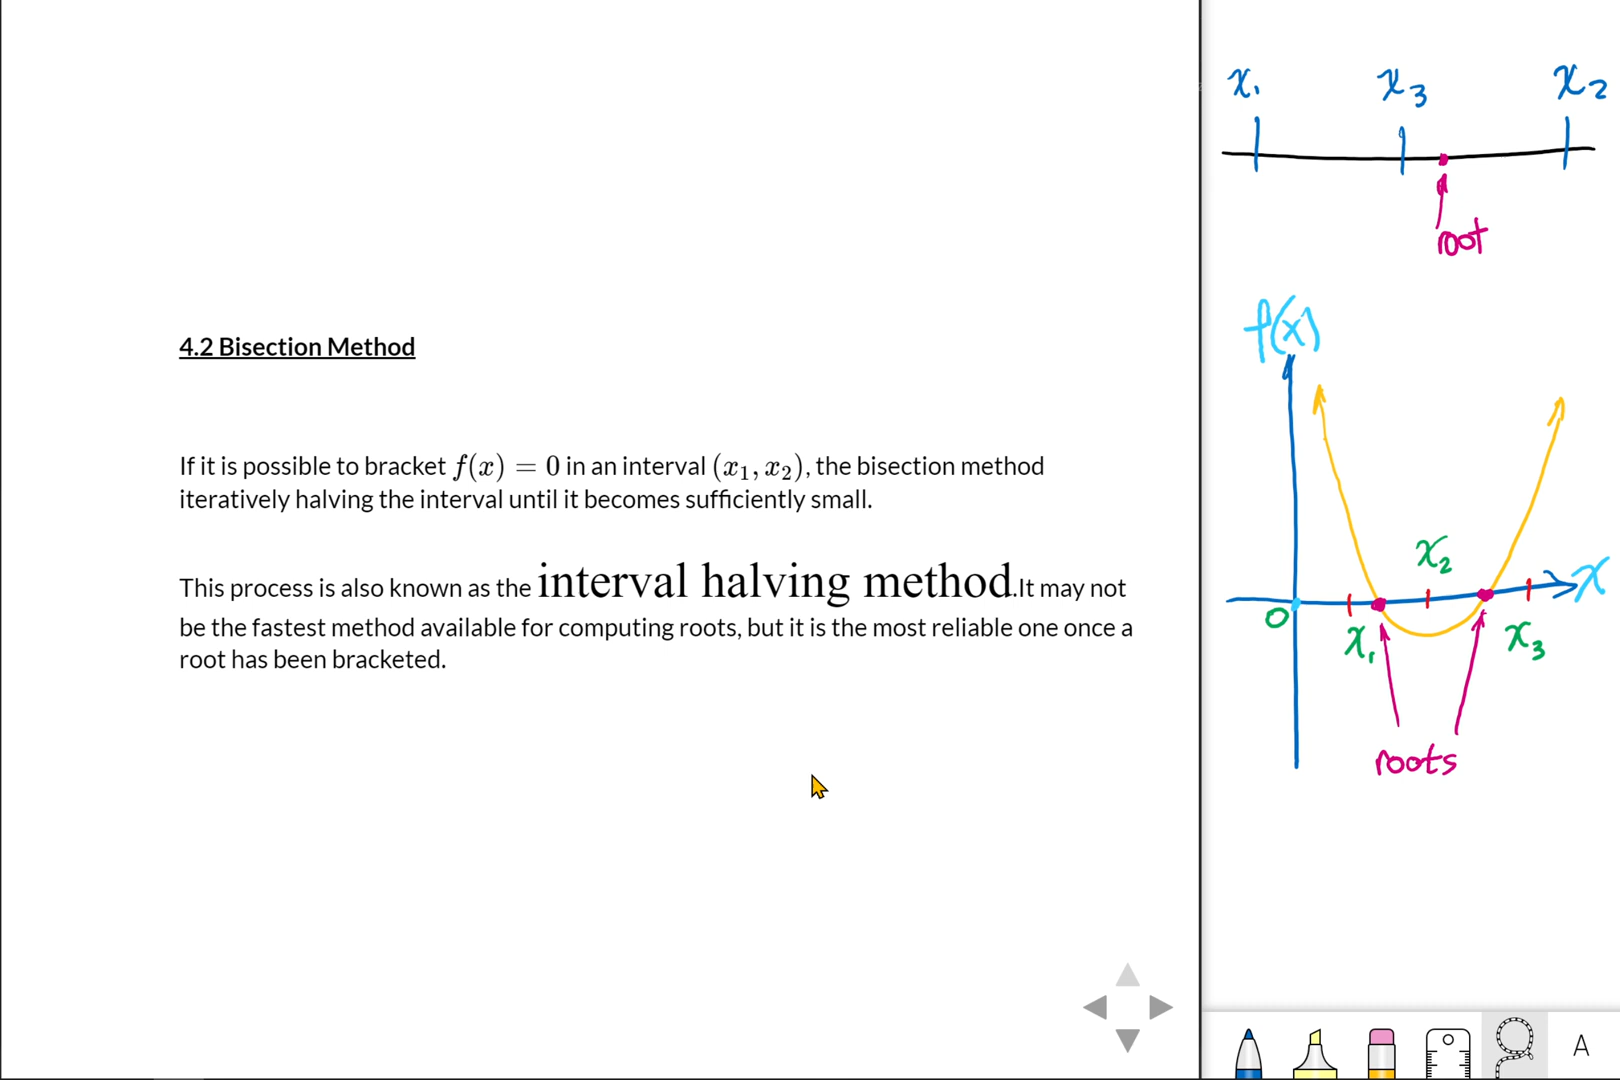 4.2 Bisection Method
If it is possible to bracket f(x) = 0 in an interval (x₁, x₂), the bisection method
iteratively halving the interval until it becomes sufficiently small.
This process is also known as the interval halving method.It may not
be the fastest method available for computing roots, but it is the most reliable one once a
root has been bracketed.
x₁ x₃ x₂
root
f(x)
x₂
x
0
x₁ x₃
roots
A